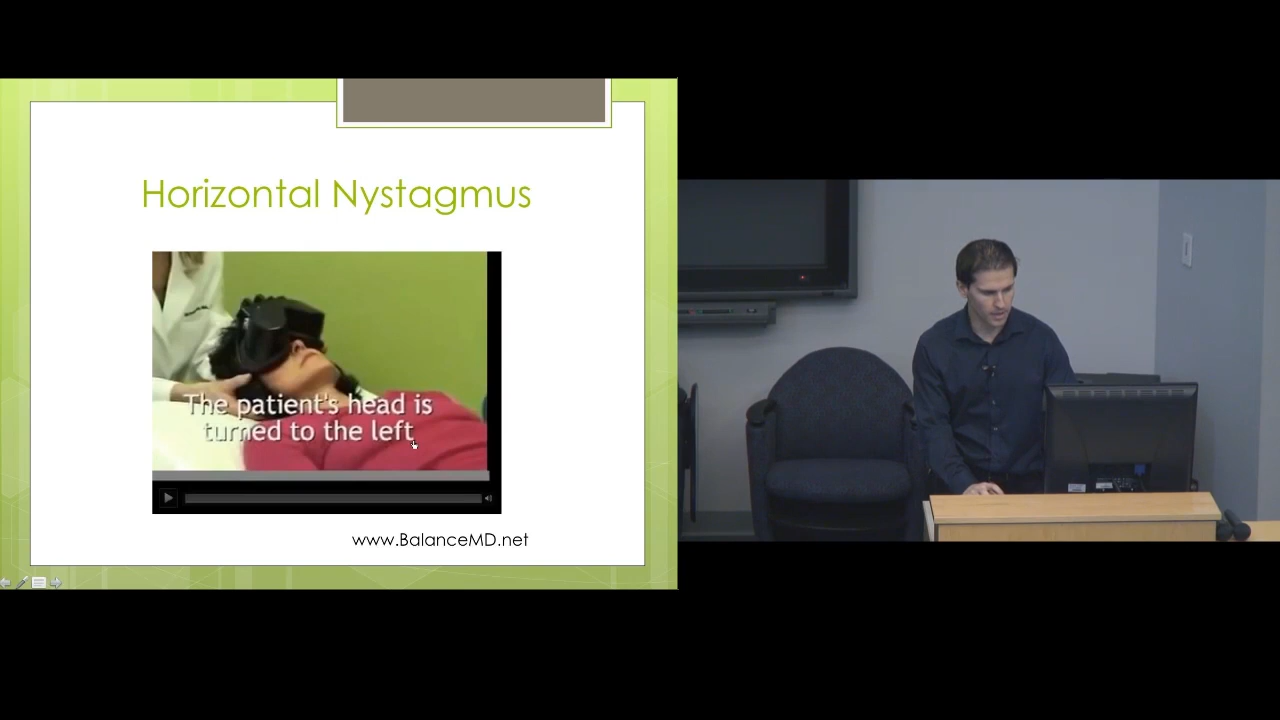 Horizontal Nystagmus
The patient's head is
turned to the left
www.BalanceMD.net